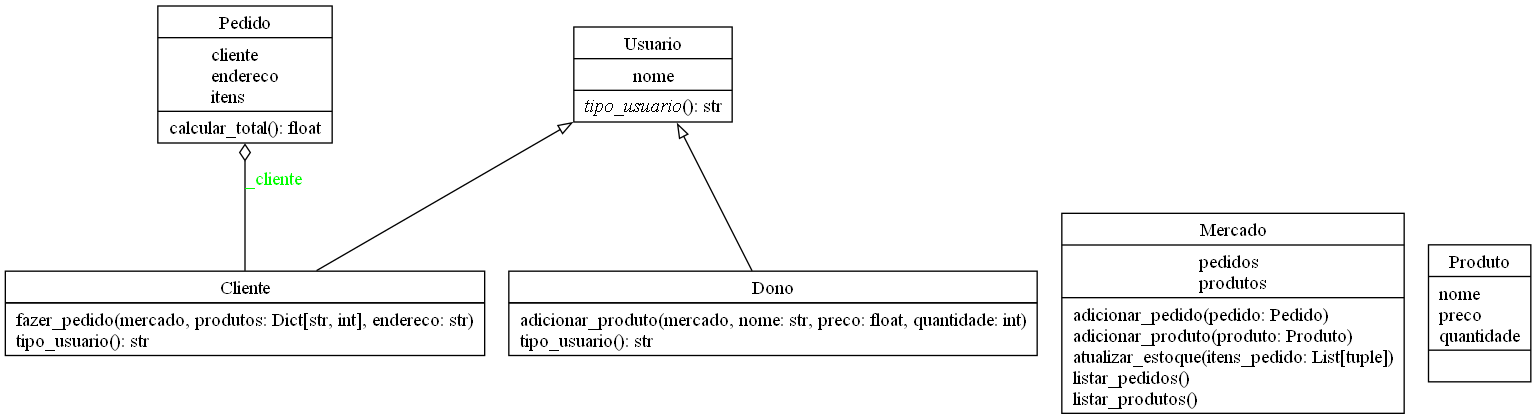 Pedido
cliente
endereco
itens
calcular_total(): float
Usuario
nome
tipo_usuario(): str
_cliente
Cliente
fazer_pedido(mercado, produtos: Dict[str, int], endereco: str)
tipo_usuario(): str
Dono
adicionar_produto(mercado, nome: str, preco: float, quantidade: int)
tipo_usuario(): str
Mercado
pedidos
produtos
adicionar_pedido(pedido: Pedido)
adicionar_produto(produto: Produto)
atualizar_estoque(itens_pedido: List[tuple])
listar_pedidos()
listar_produtos()
Produto
nome
preco
quantidade